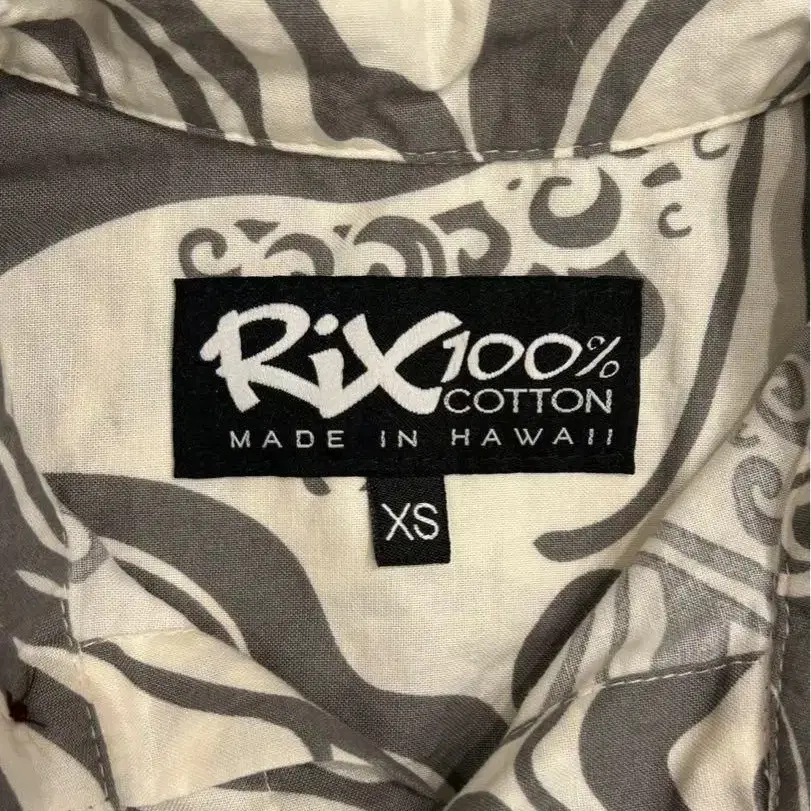 RiX 100%
COTTON
MADE IN HAWAII
XS